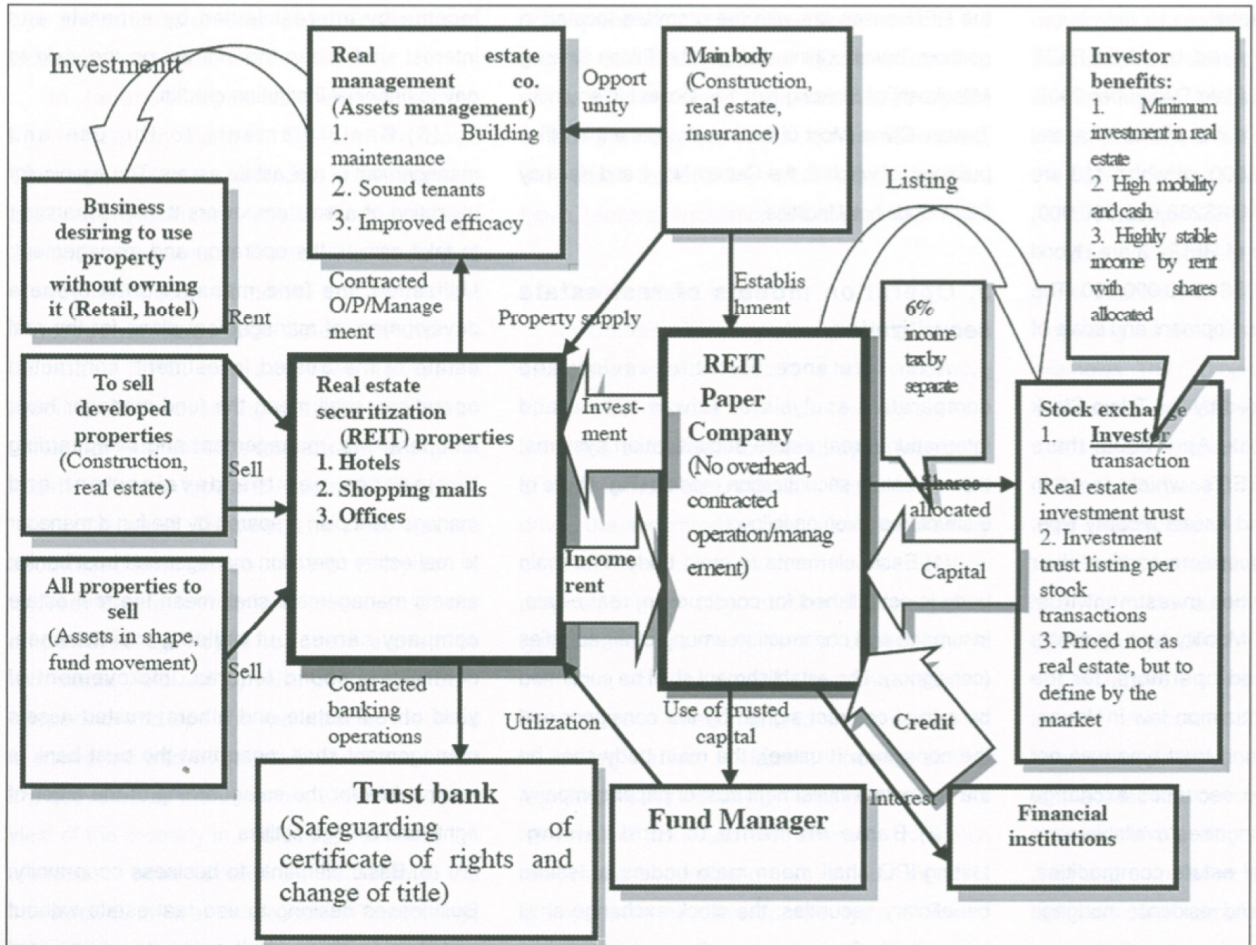 Investment
Real estate
management co
(Assets management)
1. Building
maintenance
2. Sound tenants
3. Improved efficacy
Opport
unity
Main body
(Construction,
real estate,
insurance)
Investor
benefits:
1. Minimum
investment in real
estate
2. High mobility
and cash
3. Highly stable
income by rent
with shares
allocated
Listing
Business
desiring to use
property
without owning
it (Retail, hotel)
Rent
Contracted
O/P/Manage
ment
Property supply
Establis
hment
6%
income
tax by
separate
To sell
developed
properties
(Construction,
real estate)
Sell
Real estate
securitization
(REIT) properties
1. Hotels
2. Shopping malls
3. Offices
Invest-
ment
Income
rent
REIT
Paper
Company
(No overhead,
contracted
operation/manag
ement)
Shares
allocated
Capital
Stock exchange
1. Investor
transaction
Real estate
investment trust
2. Investment
trust listing per
stock
transactions
3. Priced not as
real estate, but to
define by the
market
All properties to
sell
(Assets in shape,
fund movement)
Sell
Contracted
banking
operations
Utilization
Use of trusted
capital
Credit
Interest
Trust bank
(Safeguarding of
certificate of rights and
change of title)
Fund Manager
Financial
institutions